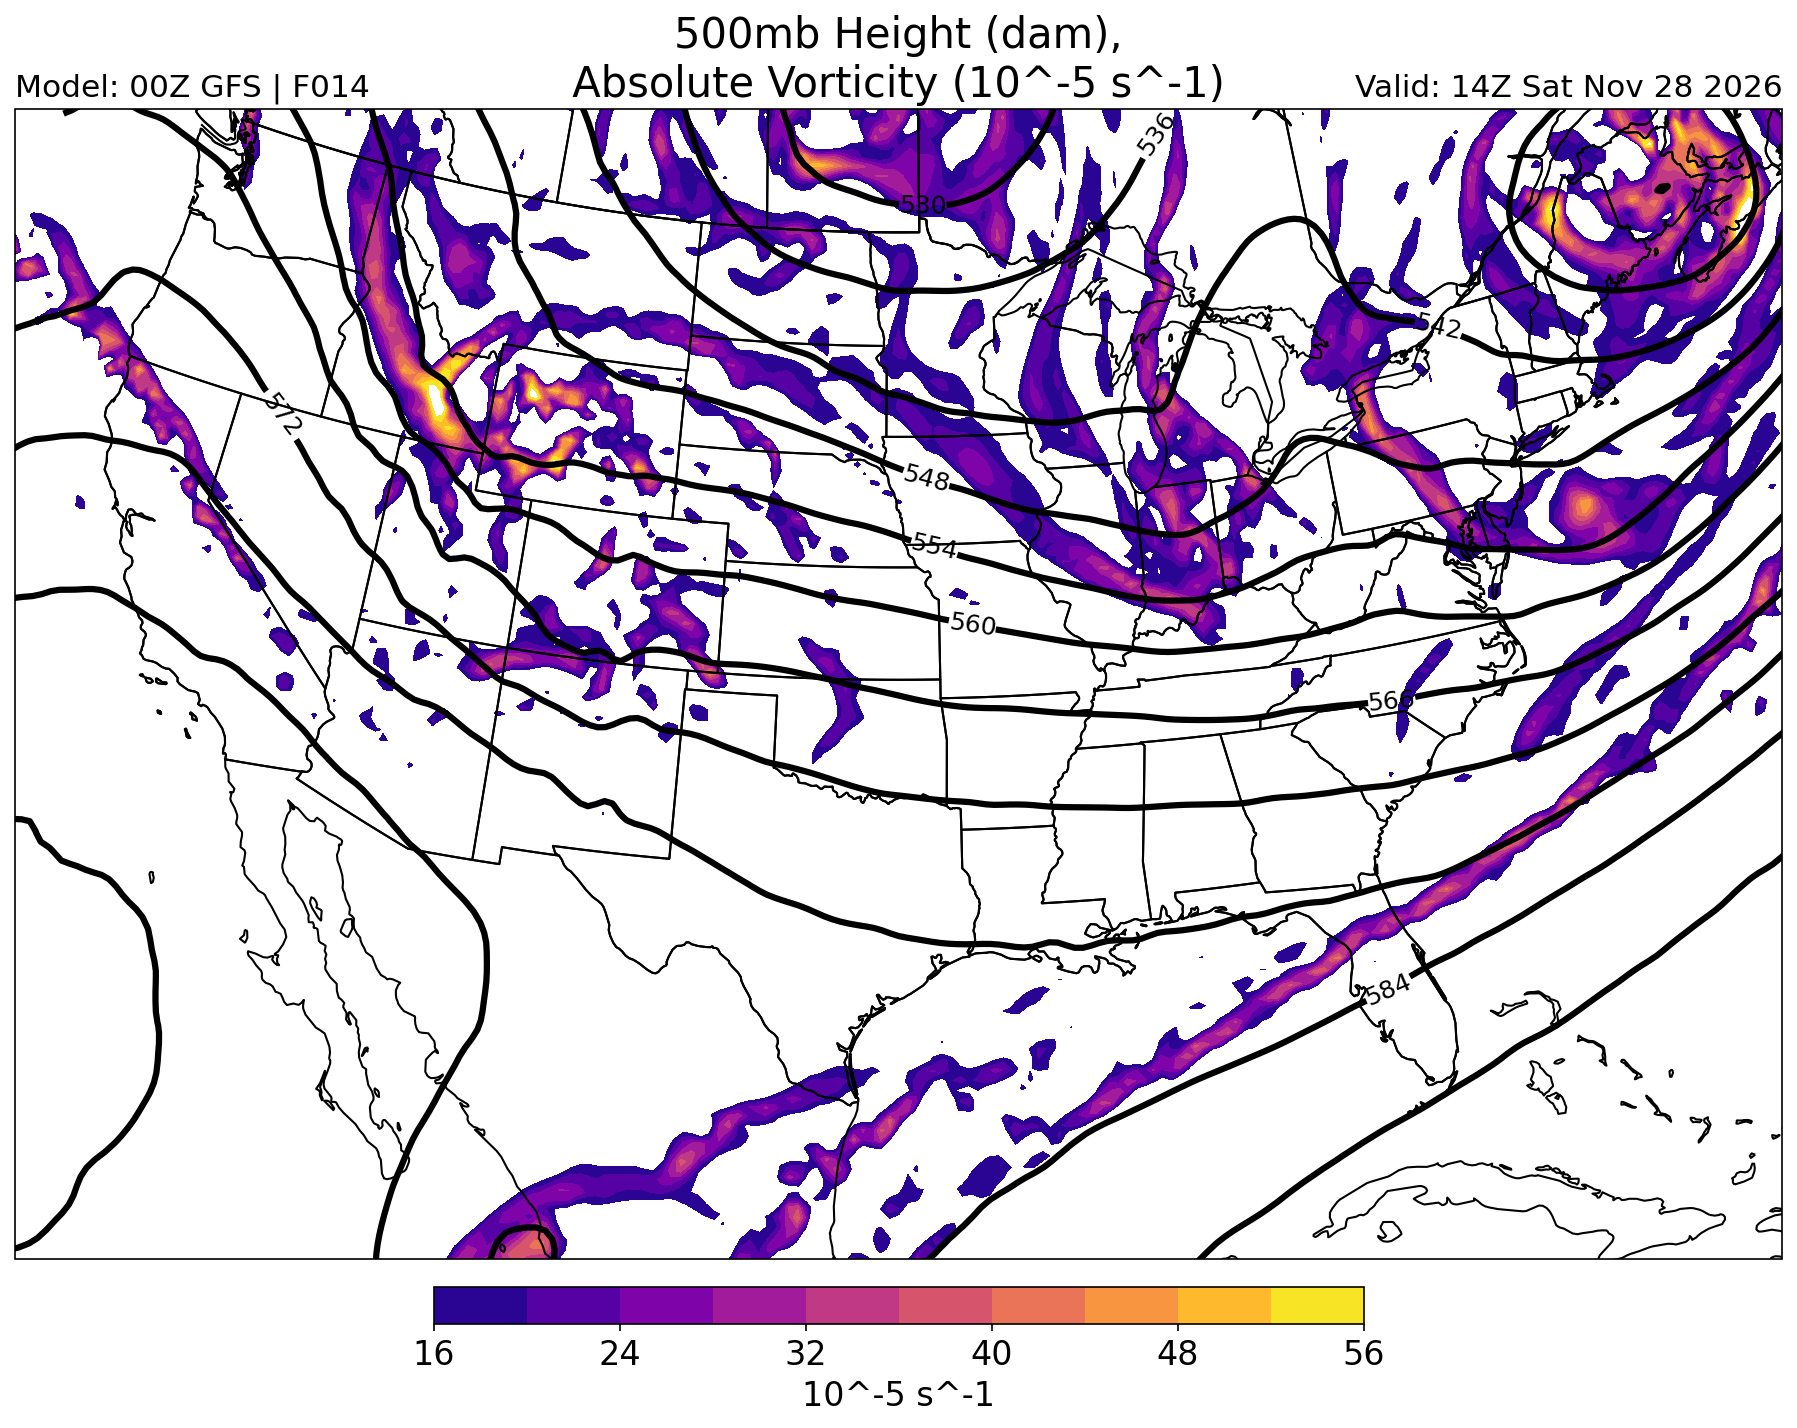 500mb Height (dam),
Model: 00Z GFS | F014
Absolute Vorticity (10^-5 s^-1)
Valid: 14Z Sat Nov 28 2026
536
530
542
572
548
554
560
566
584
16 24 32 40 48 56
10^-5 s^-1